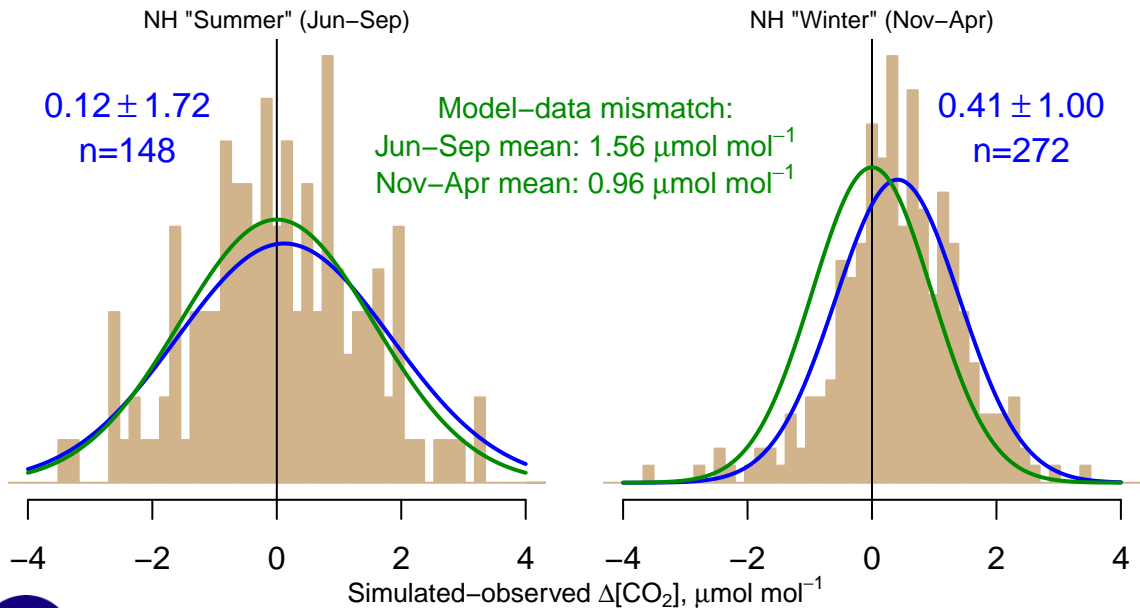 NH "Summer" (Jun−Sep)
0.12 ± 1.72
n=148
Model−data mismatch:
Jun−Sep mean: 1.56 μmol mol⁻¹
Nov−Apr mean: 0.96 μmol mol⁻¹
NH "Winter" (Nov−Apr)
0.41 ± 1.00
n=272
−4 −2 0 2 4
−4 −2 0 2 4
Simulated−observed Δ[CO₂], μmol mol⁻¹